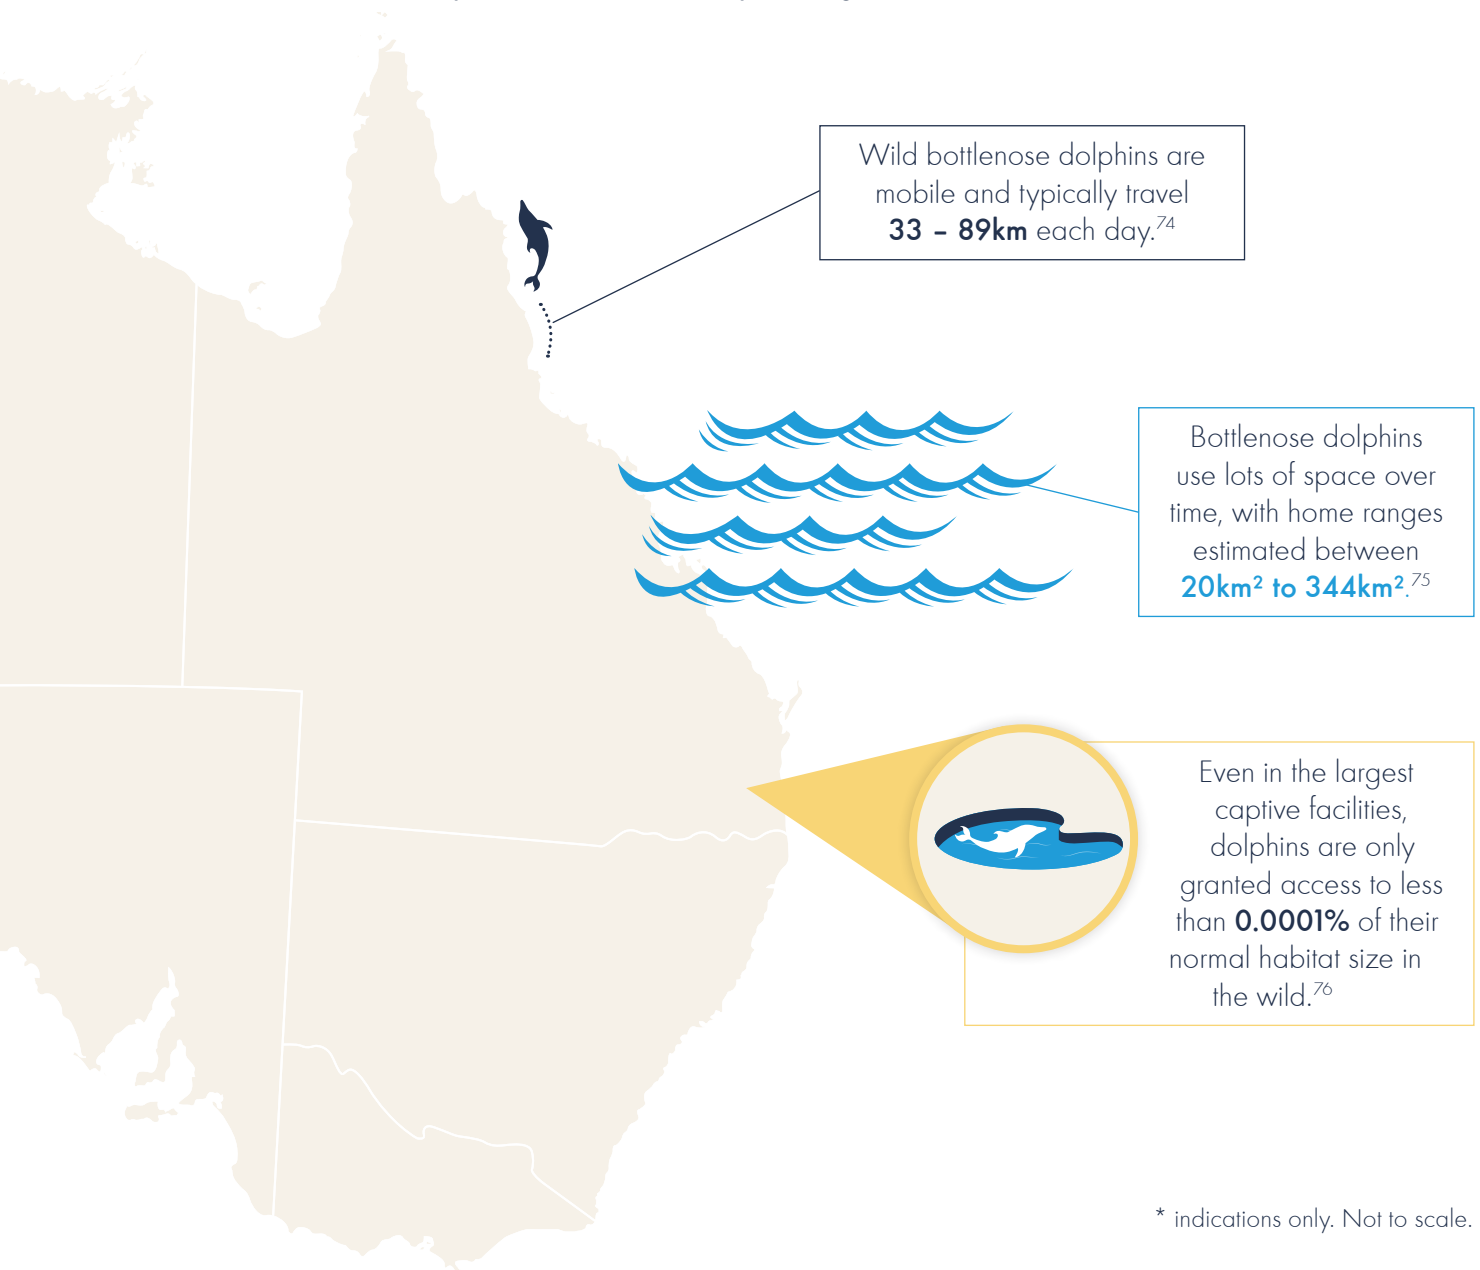 Wild bottlenose dolphins are
mobile and typically travel
33 – 89km each day.74
Bottlenose dolphins
use lots of space over
time, with home ranges
estimated between
20km² to 344km².75
Even in the largest
captive facilities,
dolphins are only
granted access to less
than 0.0001% of their
normal habitat size in
the wild.76
* indications only. Not to scale.